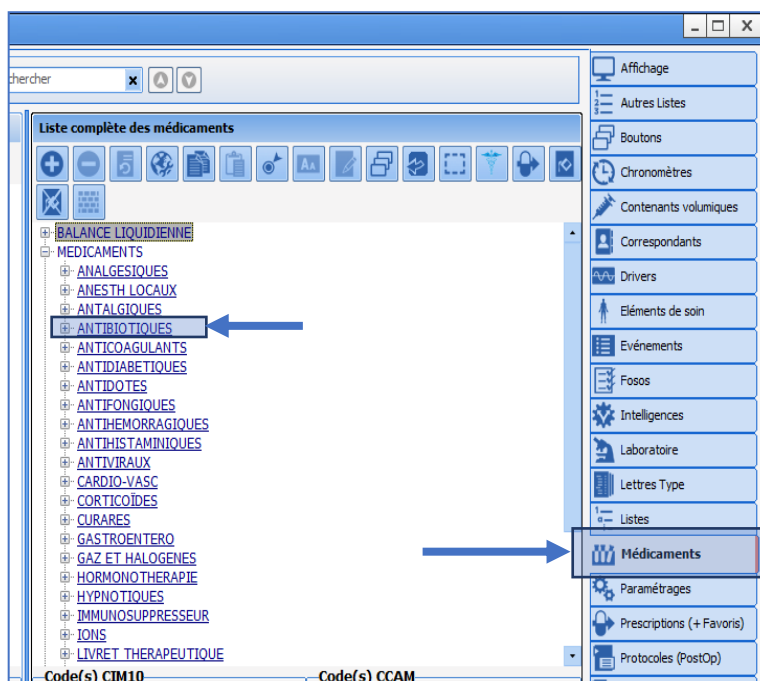 hercher
Liste complète des médicaments
BALANCE LIQUIDIENNE
MEDICAMENTS
ANALGESIQUES
ANESTH LOCAUX
ANTALGIQUES
ANTIBIOTIQUES
ANTICOAGULANTS
ANTIDIABETIQUES
ANTIDOTES
ANTIFONGIQUES
ANTIHEMORRAGIQUES
ANTIHISTAMINIQUES
ANTIVIRAUX
CARDIO-VASC
CORTICOÏDES
CURARES
GASTROENTERO
GAZ ET HALOGENES
HORMONOTHERAPIE
HYPNOTIQUES
IMMUNOSUPPRESSEUR
IONS
LIVRET THERAPEUTIQUE
Code(s) CIM10 Code(s) CCAM
Affichage
Autres Listes
Boutons
Chronomètres
Contenants volumiques
Correspondants
Drivers
Eléments de soin
Evénements
Fosos
Intelligences
Laboratoire
Lettres Type
Listes
Médicaments
Paramétrages
Prescriptions (+ Favoris)
Protocoles (PostOp)